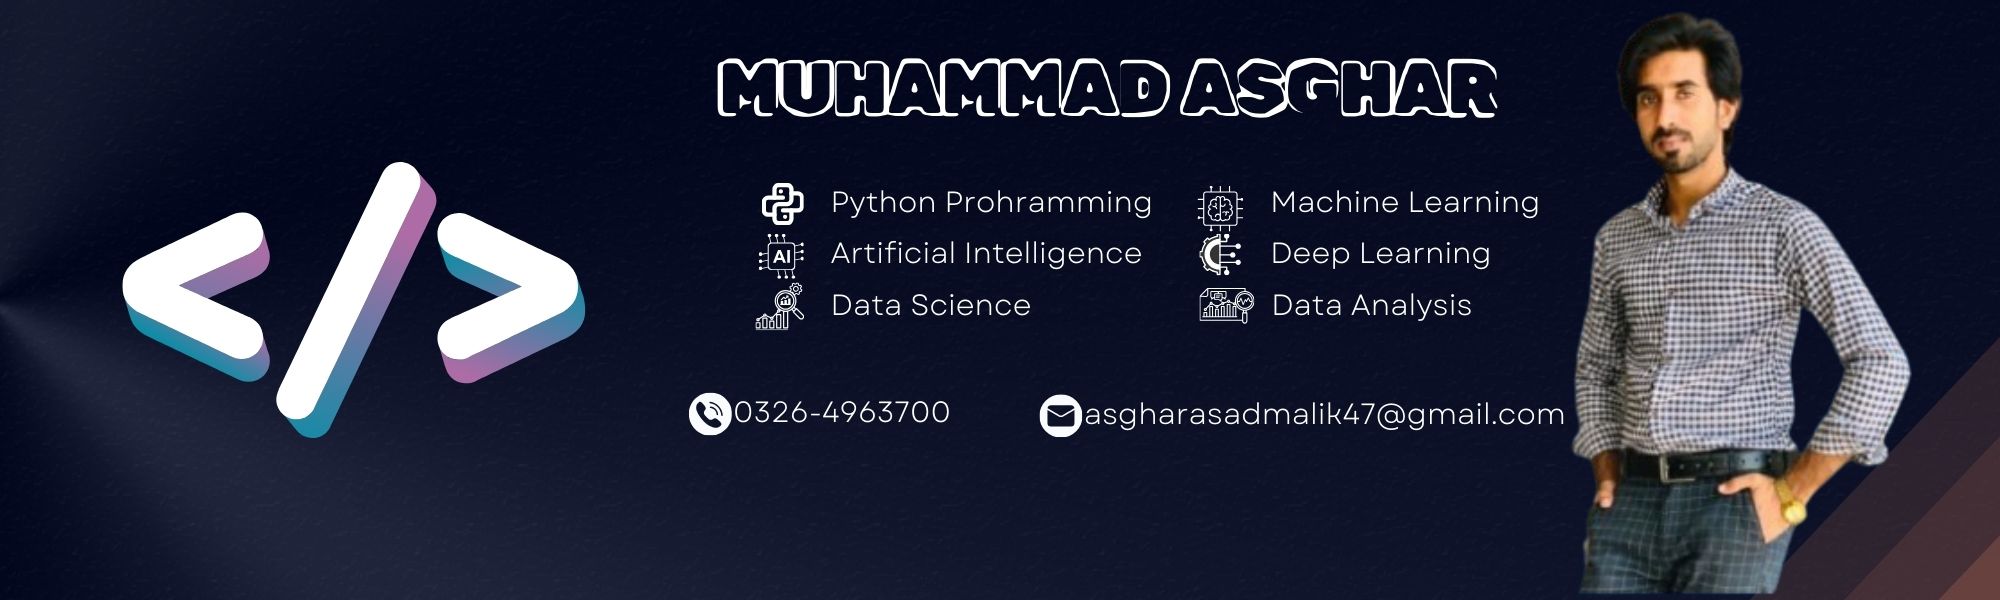 MUHAMMAD ASGHAR
Python Prohramming
Machine Learning
AI
Artificial Intelligence
Deep Learning
Data Science
Data Analysis
0326-4963700
asgharasadmalik47@gmail.com